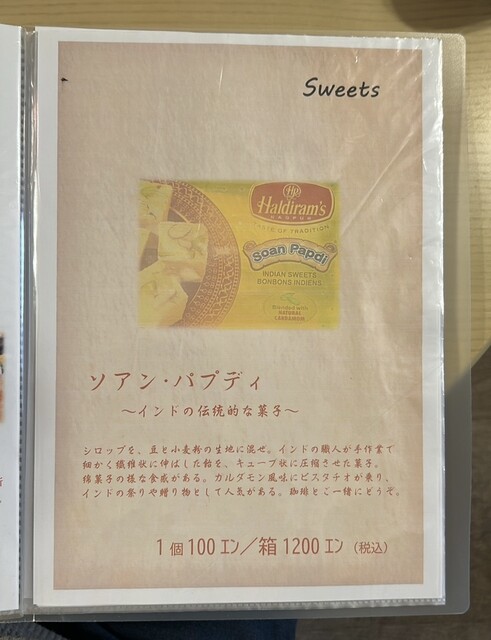 Sweets
Haldiram's
NAGPUR
TASTE OF TRADITION
Soan Papdi
INDIAN SWEETS
BONBONS INDIENS
Blended with
NATURAL
CARDAMOM
ソアン・パプディ
～インドの伝統的な菓子～
シロップを、豆と小麦粉の生地に混ぜ、インドの職人が手作業で
細かく繊維状に伸ばした飴を、キューブ状に圧縮させた菓子。
綿菓子の様な食感がある。カルダモン風味にピスタチオが乗り、
インドの祭りや贈り物として人気がある。珈琲とご一緒にどうぞ。
1個100エン／箱1200エン（税込）